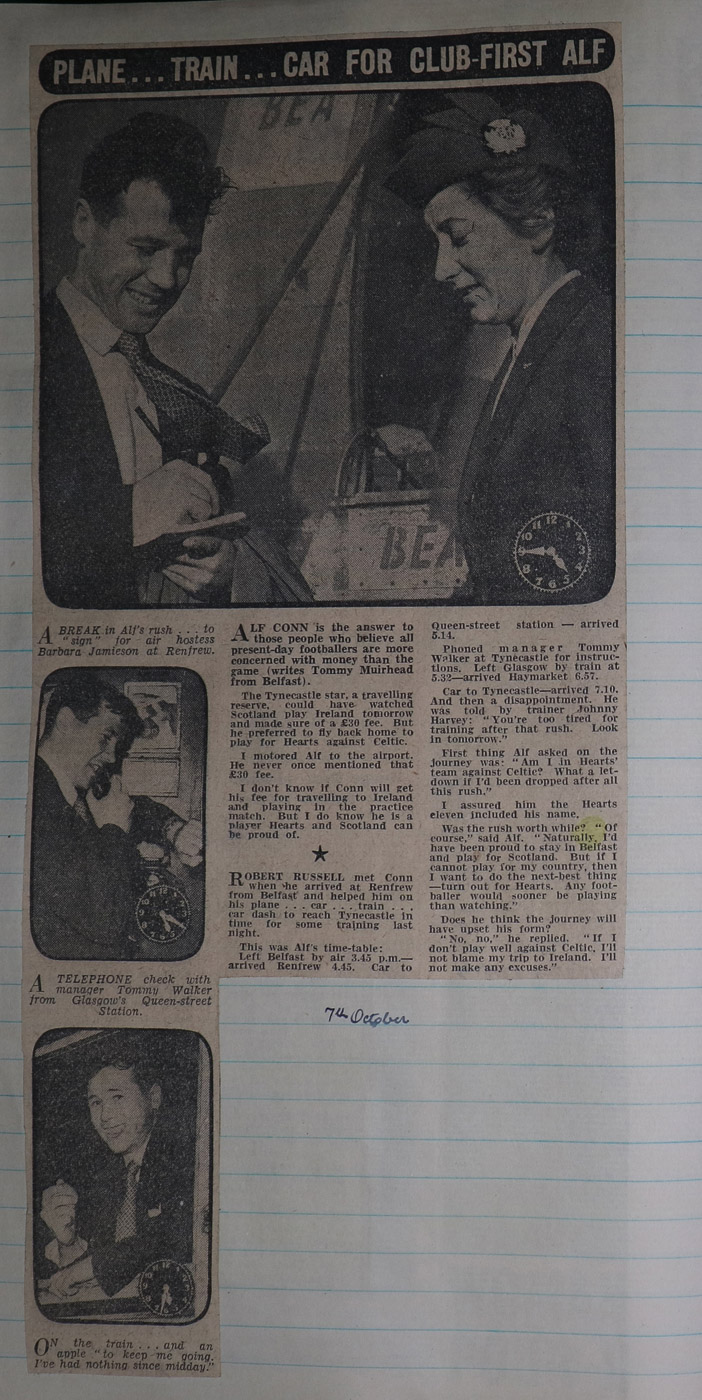 PLANE... TRAIN... CAR FOR CLUB-FIRST ALF
BEA
BEA
A BREAK in Alf's rush . . . to
"sign" for air hostess
Barbara Jamieson at Renfrew.
A TELEPHONE check with
manager Tommy Walker
from Glasgow's Queen-street
Station.
ON the train . . . and an
apple "to keep me going.
I've had nothing since midday."
ALF CONN is the answer to
those people who believe all
present-day footballers are more
concerned with money than the
game (writes Tommy Muirhead
from Belfast).
The Tynecastle star, a travelling
reserve, could have watched
Scotland play Ireland tomorrow
and made sure of a £30 fee. But
he preferred to fly back home to
play for Hearts against Celtic.
I motored Alf to the airport.
He never once mentioned that
£30 fee.
I don't know if Conn will get
his fee for travelling to Ireland
and playing in the practice
match. But I do know he is a
player Hearts and Scotland can
be proud of.
★
ROBERT RUSSELL met Conn
when he arrived at Renfrew
from Belfast and helped him on
his plane . . . car . . . train . . .
car dash to reach Tynecastle in
time for some training last
night.
This was Alf's time-table:
Left Belfast by air 3.45 p.m.—
arrived Renfrew 4.45. Car to
Queen-street station — arrived
5.14.
Phoned manager Tommy
Walker at Tynecastle for instruc-
tions. Left Glasgow by train at
5.32—arrived Haymarket 6.57.
Car to Tynecastle—arrived 7.10.
And then a disappointment. He
was told by trainer Johnny
Harvey: "You're too tired for
training after that rush. Look
in tomorrow."
First thing Alf asked on the
journey was: "Am I in Hearts'
team against Celtic? What a let-
down if I'd been dropped after all
this rush."
I assured him the Hearts
eleven included his name.
Was the rush worth while? "Of
course," said Alf. "Naturally, I'd
have been proud to stay in Belfast
and play for Scotland. But if I
cannot play for my country, then
I want to do the next-best thing
—turn out for Hearts. Any foot-
baller would sooner be playing
than watching."
Does he think the journey will
have upset his form?
"No, no," he replied. "If I
don't play well against Celtic, I'll
not blame my trip to Ireland. I'll
not make any excuses."
7th October